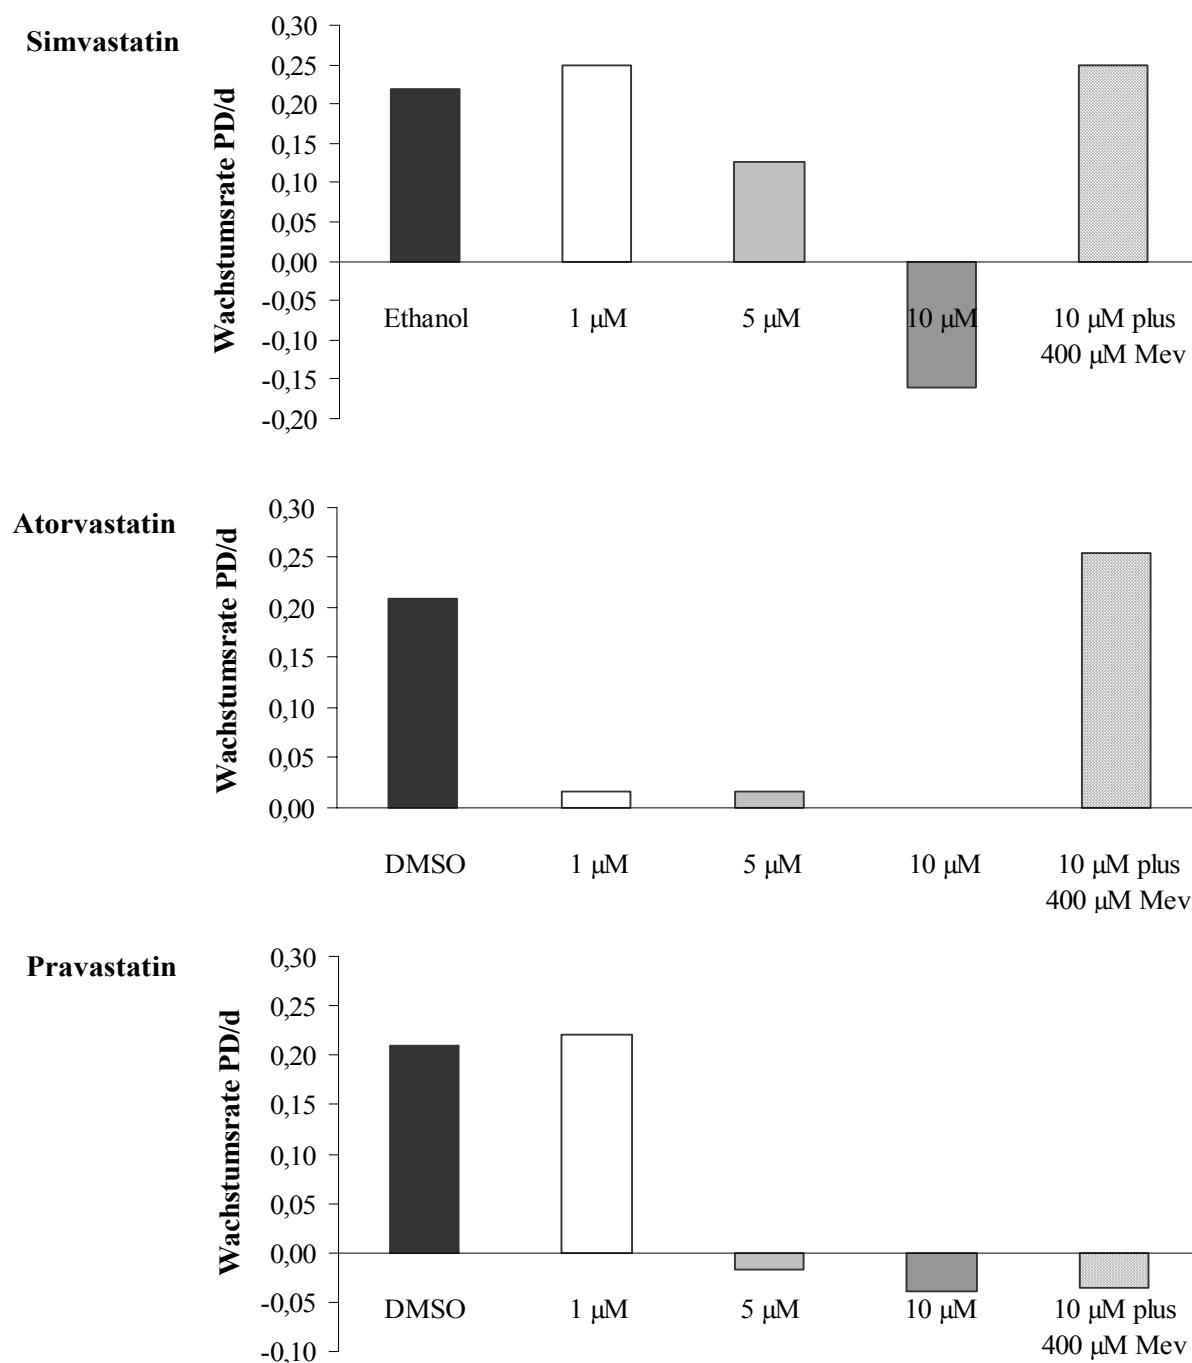 Simvastatin
Wachstumsrate PD/d
0,30
0,25
0,20
0,15
0,10
0,05
0,00
-0,05
-0,10
-0,15
-0,20
Ethanol
1 μM
5 μM
10 μM
10 μM plus
400 μM Mev
Atorvastatin
Wachstumsrate PD/d
0,30
0,25
0,20
0,15
0,10
0,05
0,00
DMSO
1 μM
5 μM
10 μM
10 μM plus
400 μM Mev
Pravastatin
Wachstumsrate PD/d
0,30
0,25
0,20
0,15
0,10
0,05
0,00
-0,05
-0,10
DMSO
1 μM
5 μM
10 μM
10 μM plus
400 μM Mev